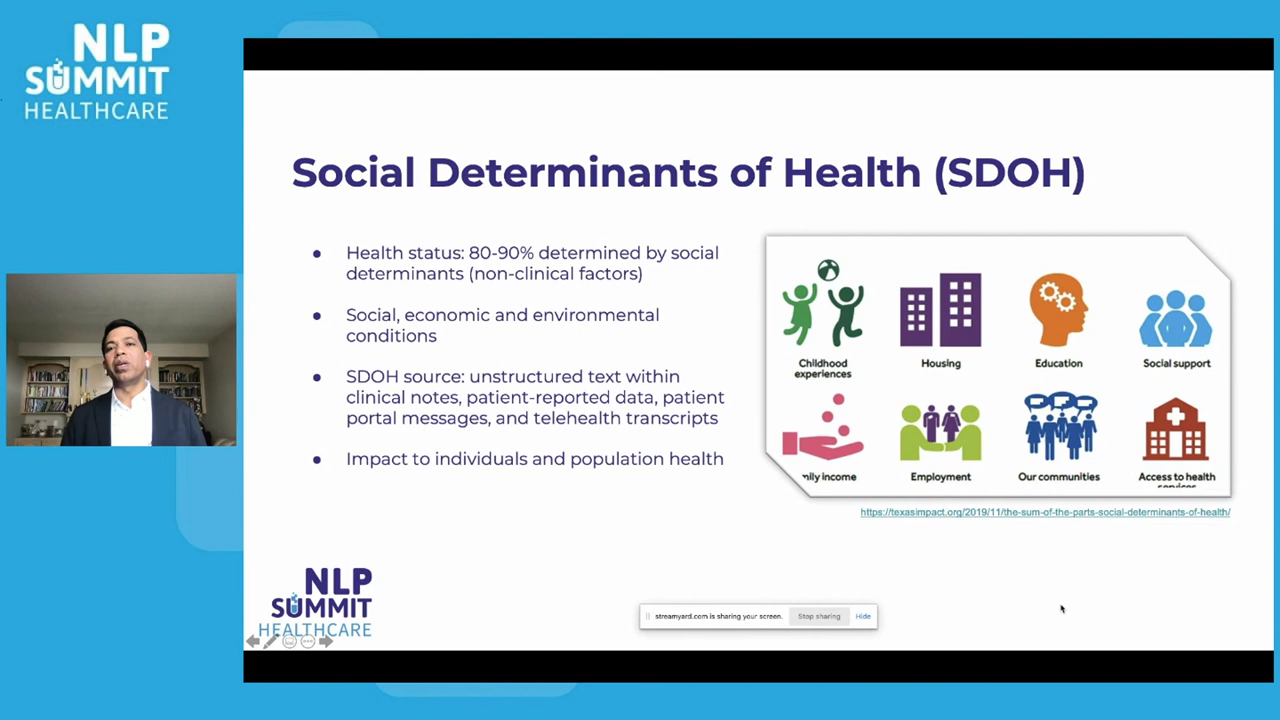 NLP
SUMMIT
HEALTHCARE
Social Determinants of Health (SDOH)
● Health status: 80-90% determined by social
determinants (non-clinical factors)
● Social, economic and environmental
conditions
● SDOH source: unstructured text within
clinical notes, patient-reported data, patient
portal messages, and telehealth transcripts
● Impact to individuals and population health
Childhood
experiences
Housing
Education
Social support
mily income
Employment
Our communities
Access to health
services
https://texasimpact.org/2019/11/the-sum-of-the-parts-social-determinants-of-health/
NLP
SUMMIT
HEALTHCARE
streamyard.com is sharing your screen. Stop sharing Hide